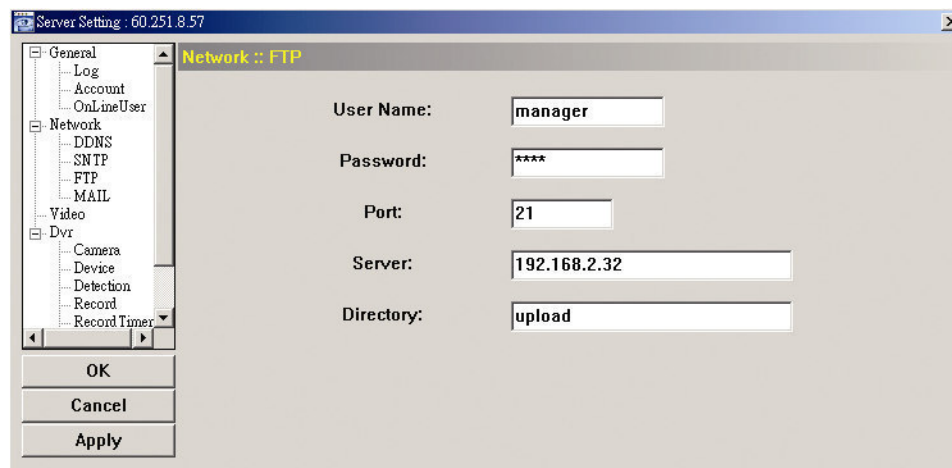 Server Setting : 60.251.8.57
General
Log
Account
OnLineUser
Network
DDNS
SNTP
FTP
MAIL
Video
Dvr
Camera
Device
Detection
Record
Record Timer
OK
Cancel
Apply
Network :: FTP
User Name: manager
Password: ****
Port: 21
Server: 192.168.2.32
Directory: upload